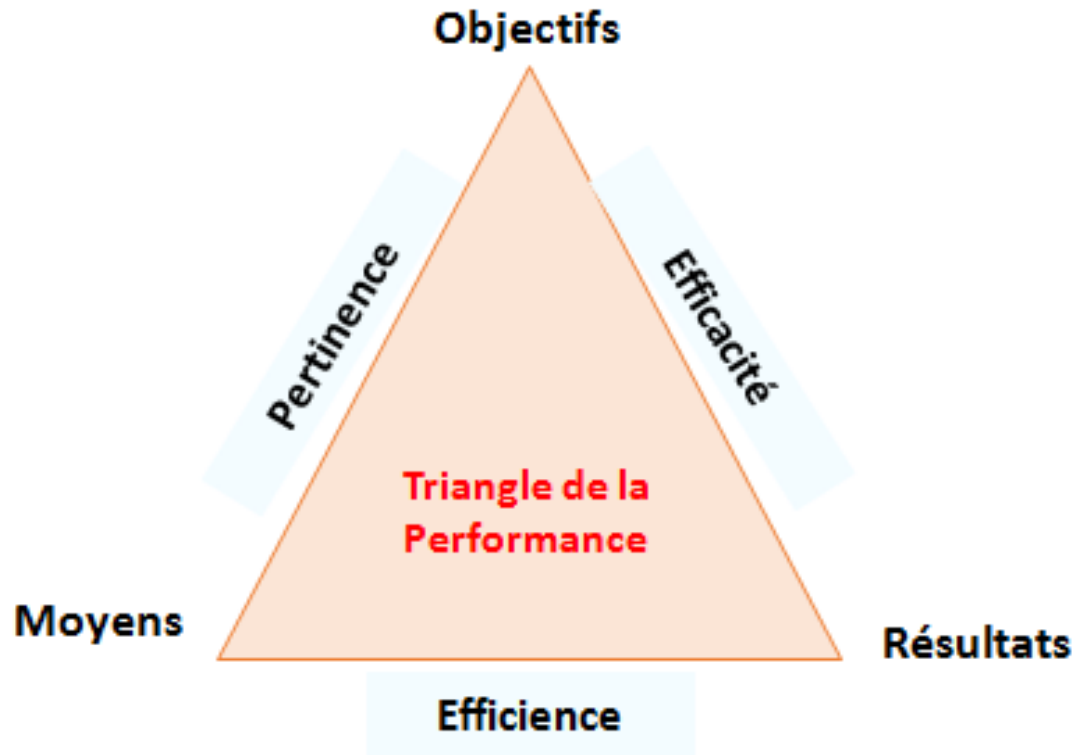 Objectifs
Pertinence
Efficacité
Triangle de la
Performance
Moyens
Résultats
Efficience